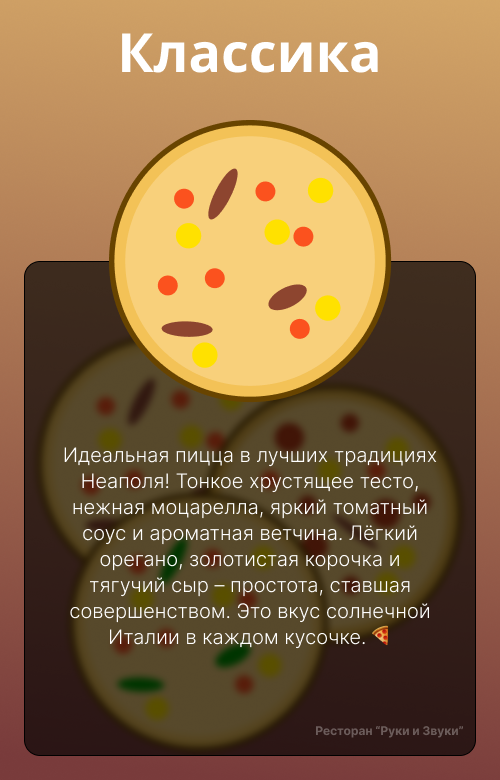 Классика
Идеальная пицца в лучших традициях
Неаполя! Тонкое хрустящее тесто,
нежная моцарелла, яркий томатный
соус и ароматная ветчина. Лёгкий
орегано, золотистая корочка и
тягучий сыр – простота, ставшая
совершенством. Это вкус солнечной
Италии в каждом кусочке. 🍕
Ресторан "Руки и Звуки"